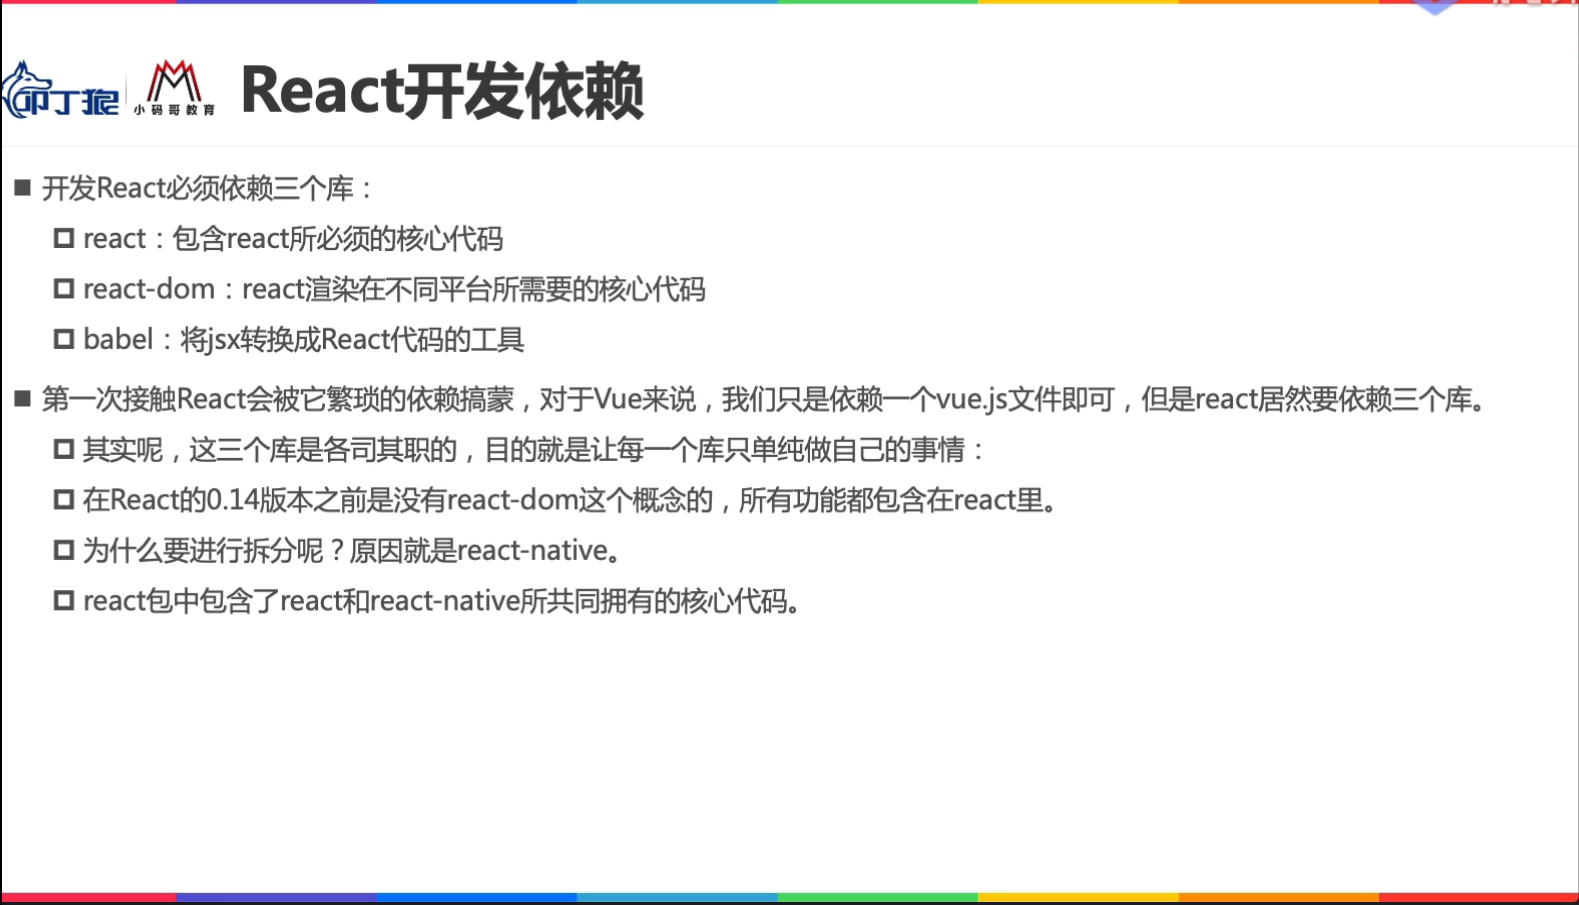 叩丁狼
小码哥教育
React开发依赖
开发React必须依赖三个库：
react：包含react所必须的核心代码
react-dom：react渲染在不同平台所需要的核心代码
babel：将jsx转换成React代码的工具
第一次接触React会被它繁琐的依赖搞蒙，对于Vue来说，我们只是依赖一个vue.js文件即可，但是react居然要依赖三个库。
其实呢，这三个库是各司其职的，目的就是让每一个库只单纯做自己的事情：
在React的0.14版本之前是没有react-dom这个概念的，所有功能都包含在react里。
为什么要进行拆分呢？原因就是react-native。
react包中包含了react和react-native所共同拥有的核心代码。